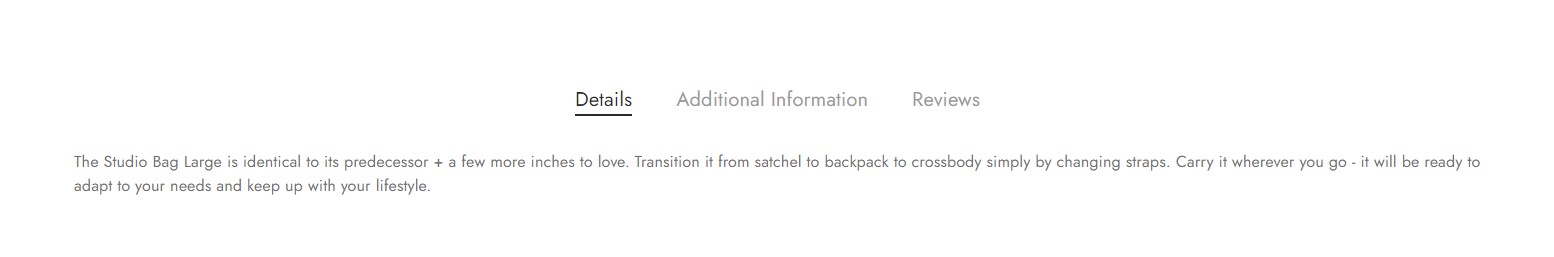 Details Additional Information Reviews
The Studio Bag Large is identical to its predecessor + a few more inches to love. Transition it from satchel to backpack to crossbody simply by changing straps. Carry it wherever you go - it will be ready to
adapt to your needs and keep up with your lifestyle.